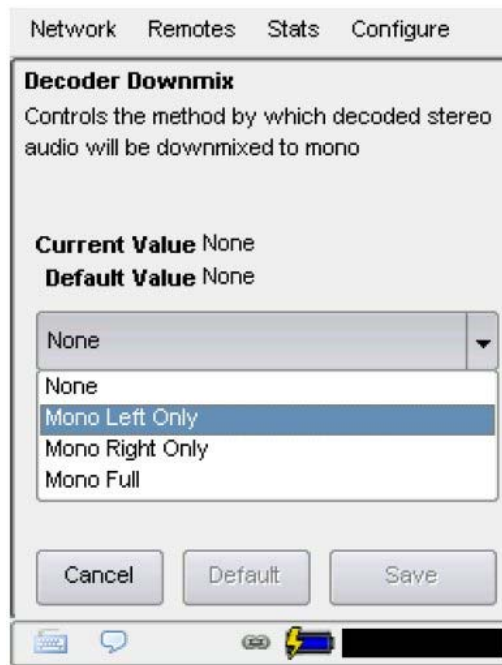 Network Remotes Stats Configure
Decoder Downmix
Controls the method by which decoded stereo
audio will be downmixed to mono
Current Value None
Default Value None
None
None
Mono Left Only
Mono Right Only
Mono Full
Cancel Default Save